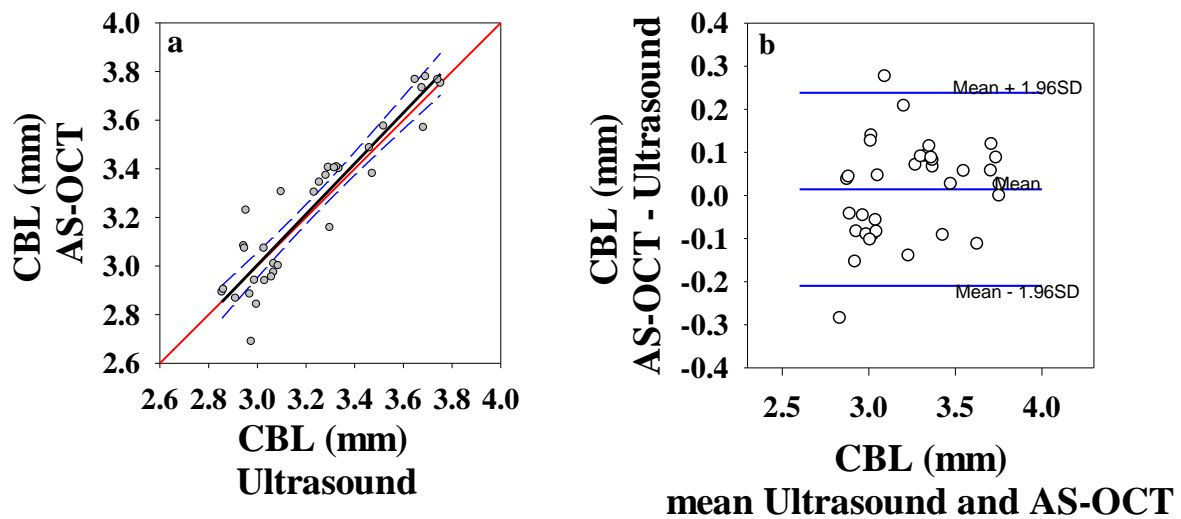 a
CBL (mm)
AS-OCT
4.0
3.8
3.6
3.4
3.2
3.0
2.8
2.6
2.6 2.8 3.0 3.2 3.4 3.6 3.8 4.0
CBL (mm)
Ultrasound
b
CBL (mm)
AS-OCT - Ultrasound
0.4
0.3
0.2
0.1
0.0
-0.1
-0.2
-0.3
-0.4
Mean + 1.96SD
Mean
Mean - 1.96SD
2.5 3.0 3.5 4.0
CBL (mm)
mean Ultrasound and AS-OCT